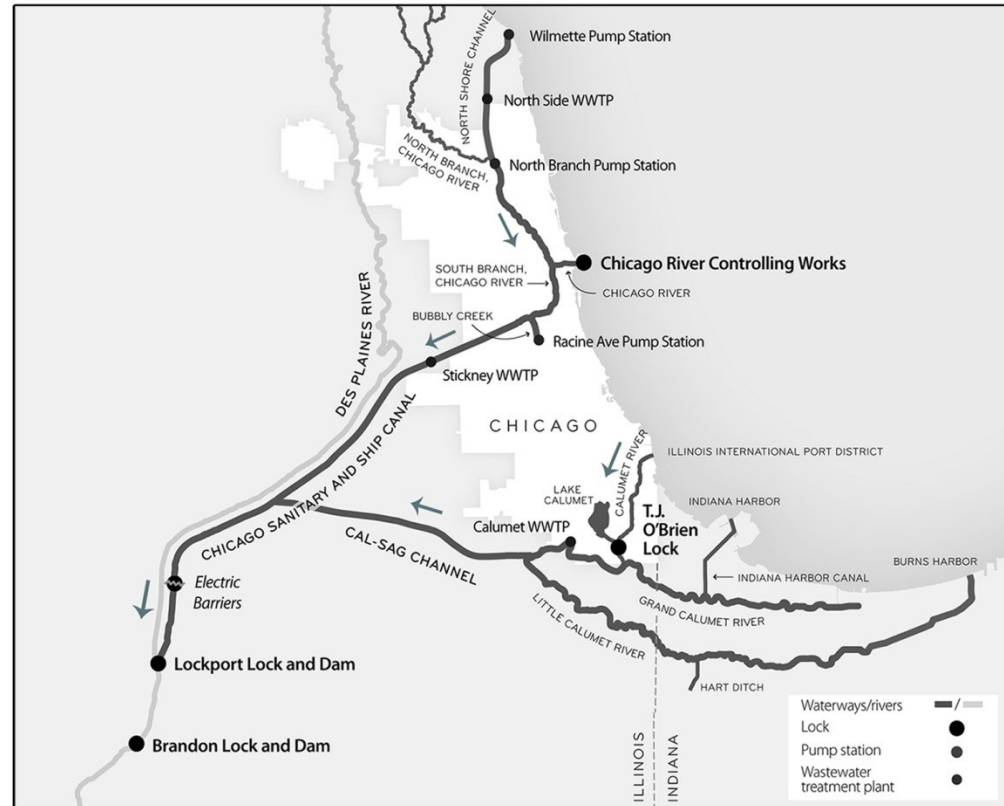 Wilmette Pump Station
NORTH SHORE CHANNEL
North Side WWTP
NORTH BRANCH,
CHICAGO RIVER
North Branch Pump Station
Chicago River Controlling Works
SOUTH BRANCH,
CHICAGO RIVER
CHICAGO RIVER
BUBBLY CREEK
Racine Ave Pump Station
DES PLAINES RIVER
Stickney WWTP
CHICAGO
CHICAGO SANITARY AND SHIP CANAL
CALUMET RIVER
ILLINOIS INTERNATIONAL PORT DISTRICT
LAKE
CALUMET
INDIANA HARBOR
T.J.
O'BRIEN
Lock
Calumet WWTP
CAL-SAG CHANNEL
BURNS HARBOR
INDIANA HARBOR CANAL
Electric
Barriers
GRAND CALUMET RIVER
LITTLE CALUMET RIVER
Lockport Lock and Dam
HART DITCH
Brandon Lock and Dam
ILLINOIS
INDIANA
Waterways/rivers /
Lock
Pump station
Wastewater
treatment plant